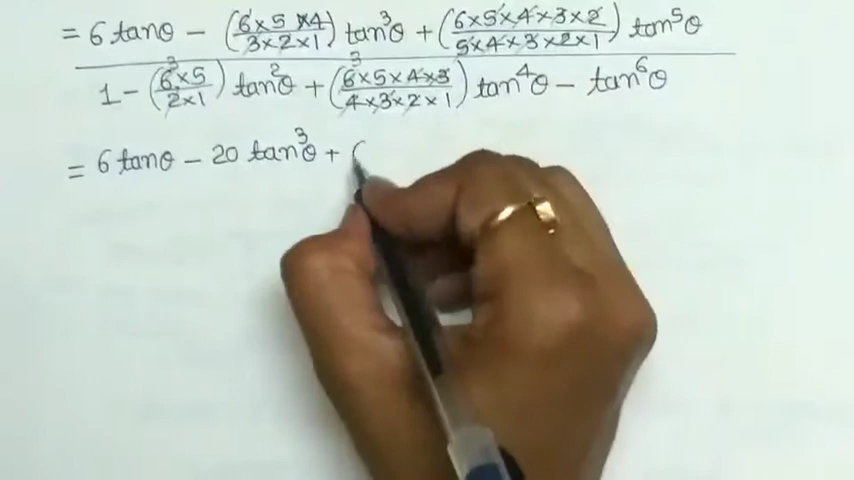 = 6 tanθ - (6×5×4/3×2×1) tan³θ + (6×5×4×3×2/5×4×3×2×1) tan⁵θ
1 - (6×5/2×1) tan²θ + (6×5×4×3/4×3×2×1) tan⁴θ - tan⁶θ
= 6 tanθ - 20 tan³θ +